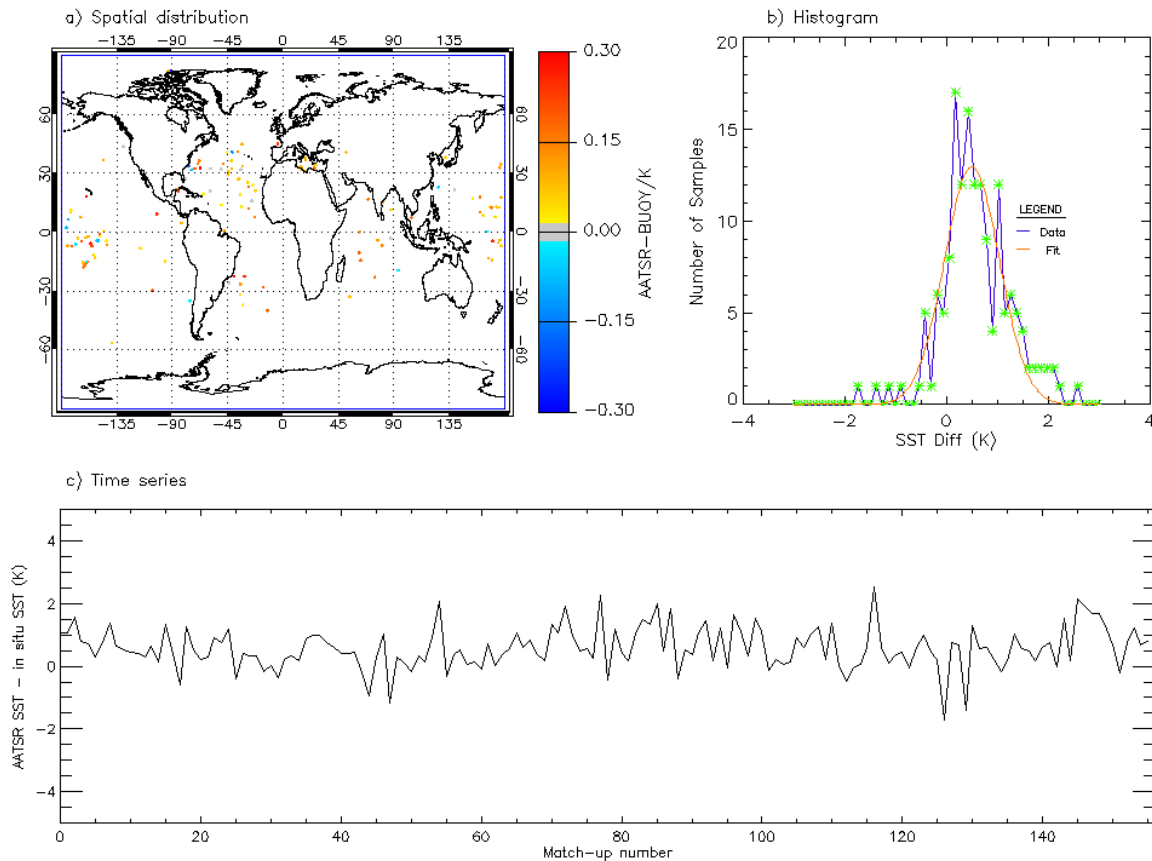 a) Spatial distribution
−135 −90 −45 0 45 90 135
60 30 0 −30 −60
60 30 0 −30 −60
−135 −90 −45 0 45 90 135
0.30
0.15
0.00
−0.15
−0.30
AATSR−BUOY/K
b) Histogram
20
15
10
5
0
Number of Samples
LEGEND
Data
Fit
−4 −2 0 2 4
SST Diff (K)
c) Time series
4
2
0
−2
−4
AATSR SST − in situ SST (K)
0 20 40 60 80 100 120 140
Match−up number